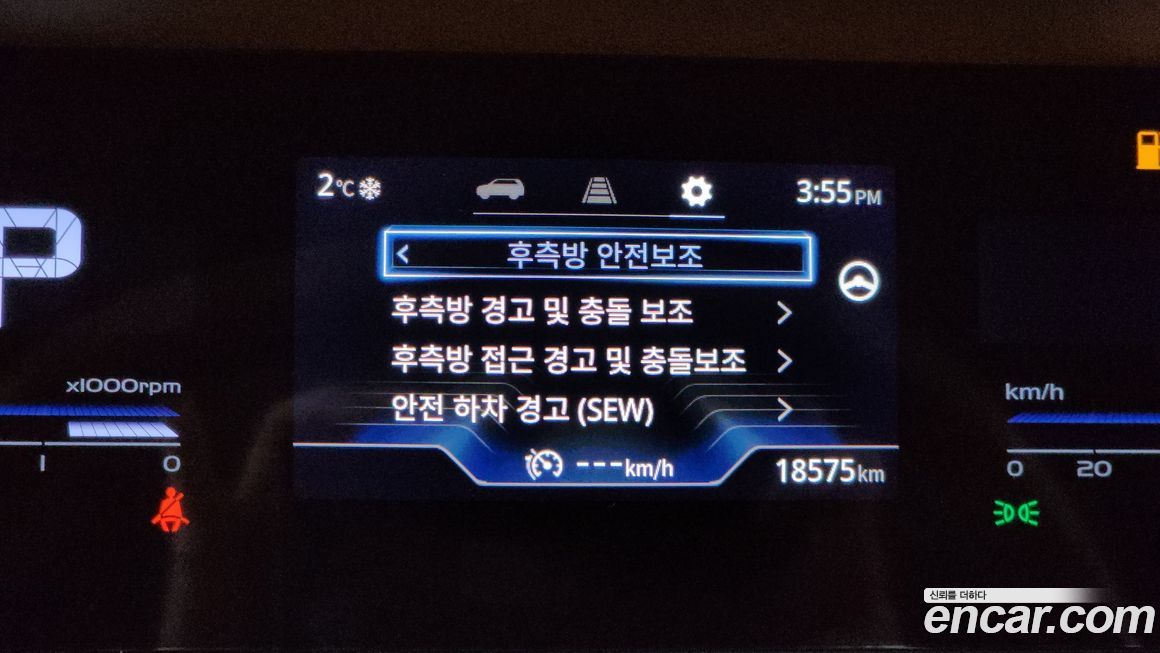 2℃
3:55 PM
P
후측방 안전보조
후측방 경고 및 충돌 보조
후측방 접근 경고 및 충돌보조
안전 하차 경고 (SEW)
x1000rpm
1 0
---km/h
18575km
km/h
0 20
신뢰를 더하다
encar.com